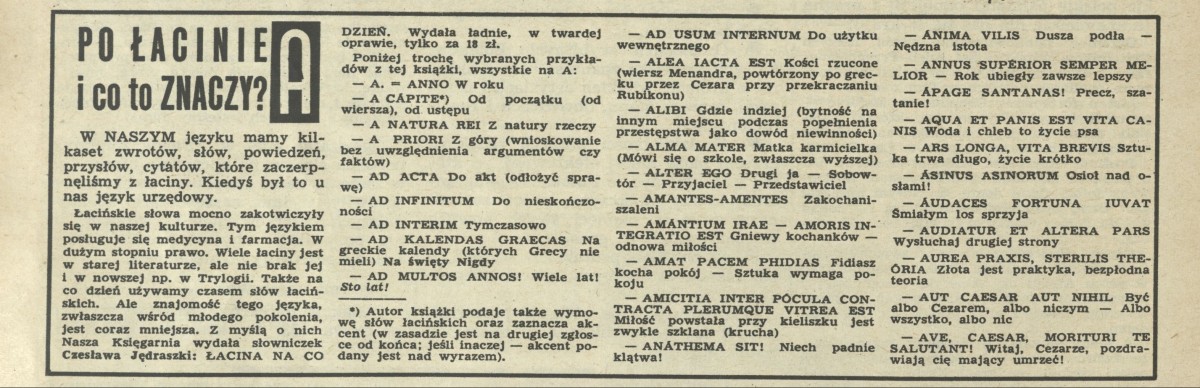 PO ŁACINIE
i co to ZNACZY?
A
W NASZYM języku mamy kil-
kaset zwrotów, słów, powiedzeń,
przysłów, cytatów, które zaczerp-
nęliśmy z łaciny. Kiedyś był to u
nas język urzędowy.
Łacińskie słowa mocno zakotwiczyły
się w naszej kulturze. Tym językiem
posługuje się medycyna i farmacja. W
dużym stopniu prawo. Wiele łaciny jest
w starej literaturze, ale nie brak jej
i w nowszej np. w Trylogii. Także na
co dzień używamy czasem słów łaciń-
skich. Ale znajomość tego języka,
zwłaszcza wśród młodego pokolenia,
jest coraz mniejsza. Z myślą o nich
Nasza Księgarnia wydała słowniczek
Czesława Jędraszki: ŁACINA NA CO
DZIEŃ. Wydała ładnie, w twardej
oprawie, tylko za 18 zł.
Poniżej trochę wybranych przykła-
dów z tej książki, wszystkie na A:
— A. = ANNO W roku
— A CÁPITE*) Od początku (od
wiersza), od ustępu
— A NATURA REI Z natury rzeczy
— A PRIORI Z góry (wnioskowanie
bez uwzględnienia argumentów czy
faktów)
— AD ACTA Do akt (odłożyć spra-
wę)
— AD INFINITUM Do nieskończo-
ności
— AD INTERIM Tymczasowo
— AD KALENDAS GRAECAS Na
greckie kalendy (których Grecy nie
mieli) Na święty Nigdy
— AD MULTOS ANNOS! Wiele lat!
Sto lat!
*) Autor książki podaje także wymo-
wę słów łacińskich oraz zaznacza ak-
cent (w zasadzie jest na drugiej zgłos-
ce od końca; jeśli inaczej — akcent po-
dany jest nad wyrazem).
— AD USUM INTERNUM Do użytku
wewnętrznego
— ALEA IACTA EST Kości rzucone
(wiersz Menandra, powtórzony po grec-
ku przez Cezara przy przekraczaniu
Rubikonu)
— ALIBI Gdzie indziej (bytność na
innym miejscu podczas popełnienia
przestępstwa jako dowód niewinności)
— ALMA MATER Matka karmicielka
(Mówi się o szkole, zwłaszcza wyższej)
— ALTER EGO Drugi ja — Sobow-
tór — Przyjaciel — Przedstawiciel
— AMANTES-AMENTES Zakochani-
szaleni
— AMÁNTIUM IRAE — AMORIS IN-
TEGRATIO EST Gniewy kochanków —
odnowa miłości
— AMAT PACEM PHIDIAS Fidiasz
kocha pokój — Sztuka wymaga po-
koju
— AMICITIA INTER PÓCULA CON-
TRACTA PLERUMQUE VITREA EST
Miłość powstała przy kieliszku jest
zwykle szklana (krucha)
— ANÁTHEMA SIT! Niech padnie
klątwa!
— ÁNIMA VILIS Dusza podła —
Nędzna istota
— ANNUS SUPÉRIOR SEMPER ME-
LIOR — Rok ubiegły zawsze lepszy
— ÁPAGE SANTANAS! Precz, sza-
tanie!
— AQUA ET PANIS EST VITA CA-
NIS Woda i chleb to życie psa
— ARS LONGA, VITA BREVIS Sztu-
ka trwa długo, życie krótko
— ÁSINUS ASINORUM Osioł nad o-
słami!
— ÁUDACES FORTUNA IUVAT
Śmiałym los sprzyja
— AUDIATUR ET ALTERA PARS
Wysłuchaj drugiej strony
— AUREA PRAXIS, STERILIS THE-
ÓRIA Złota jest praktyka, bezpłodna
teoria
— AUT CAESAR AUT NIHIL Być
albo Cezarem, albo niczym — Albo
wszystko, albo nic
— AVE, CAESAR, MORITURI TE
SALUTANT! Witaj, Cezarze, pozdra-
wiają cię mający umrzeć!